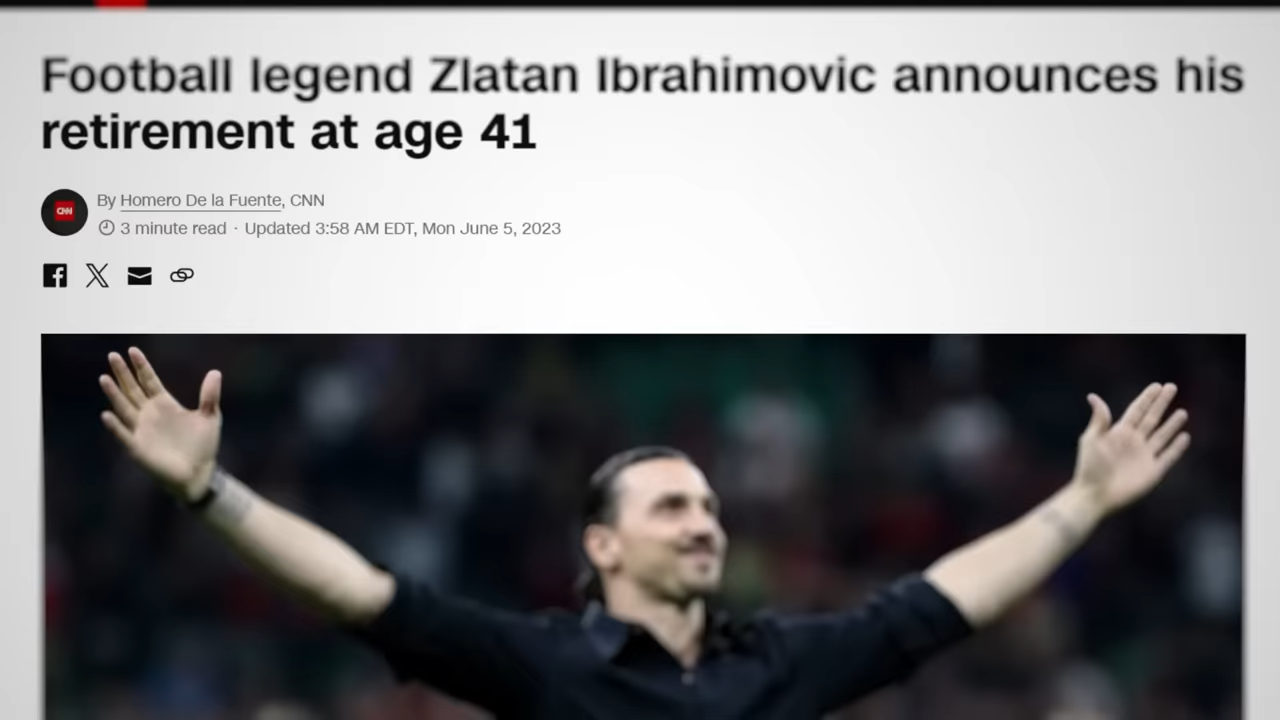 Football legend Zlatan Ibrahimovic announces his
retirement at age 41
By Homero De la Fuente, CNN
CNN
3 minute read · Updated 3:58 AM EDT, Mon June 5, 2023